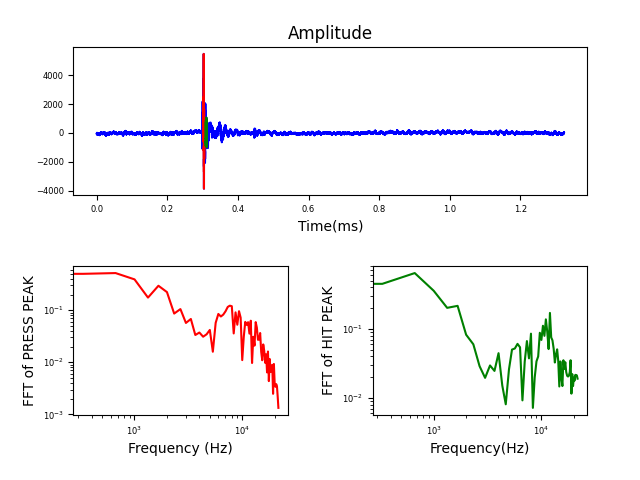 Amplitude
4000
2000
0
−2000
−4000
0.0 0.2 0.4 0.6 0.8 1.0 1.2
Time(ms)
FFT of PRESS PEAK
10⁻¹
10⁻²
10⁻³
10³ 10⁴
Frequency (Hz)
FFT of HIT PEAK
10⁻¹
10⁻²
10³ 10⁴
Frequency(Hz)